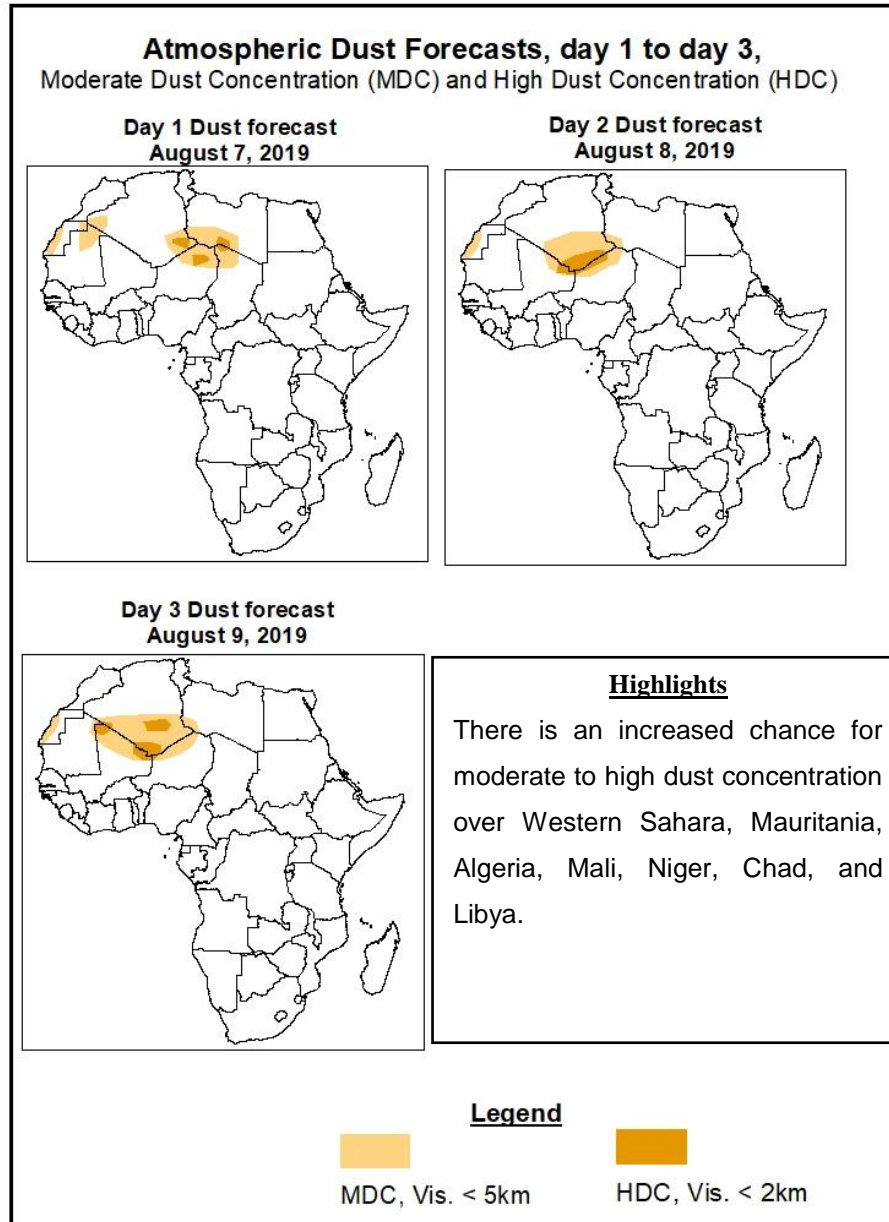 Atmospheric Dust Forecasts, day 1 to day 3,
Moderate Dust Concentration (MDC) and High Dust Concentration (HDC)
Day 1 Dust forecast
August 7, 2019
Day 2 Dust forecast
August 8, 2019
Day 3 Dust forecast
August 9, 2019
Highlights
There is an increased chance for
moderate to high dust concentration
over Western Sahara, Mauritania,
Algeria, Mali, Niger, Chad, and
Libya.
Legend
MDC, Vis. < 5km
HDC, Vis. < 2km